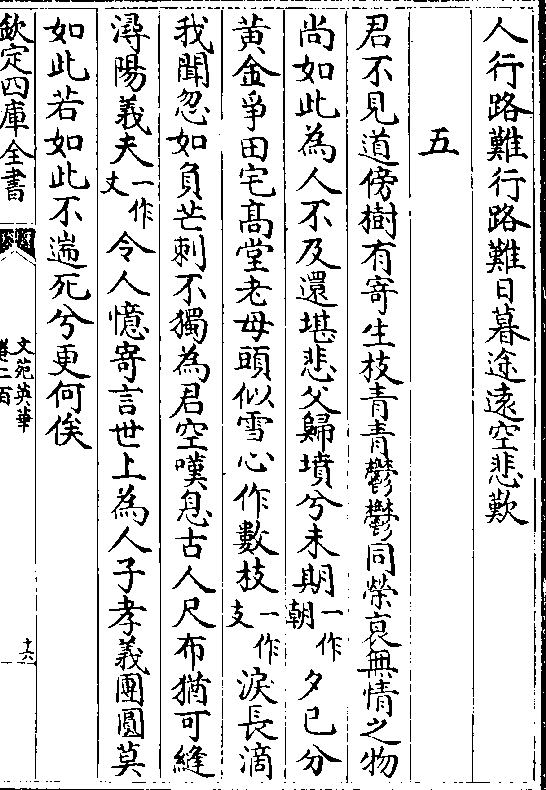 人行路難行路難日暮途遠空悲歎
五
君不見道傍樹有寄生枝青青鬱鬱同榮衰無情之物
尚如此為人不及還堪悲父歸墳兮未期一作朝夕已分
黃金爭田宅髙堂老母頭似雪心作數枝一作支淚長滴
我聞忽如負芒刺不獨為君空嘆息古人尺布猶可縫
潯陽義夫一作丈令人憶寄言世上為人子孝義團圓莫
如此若如此不遄死兮更何俟
欽定四庫全書
文苑英華
卷二百
十六